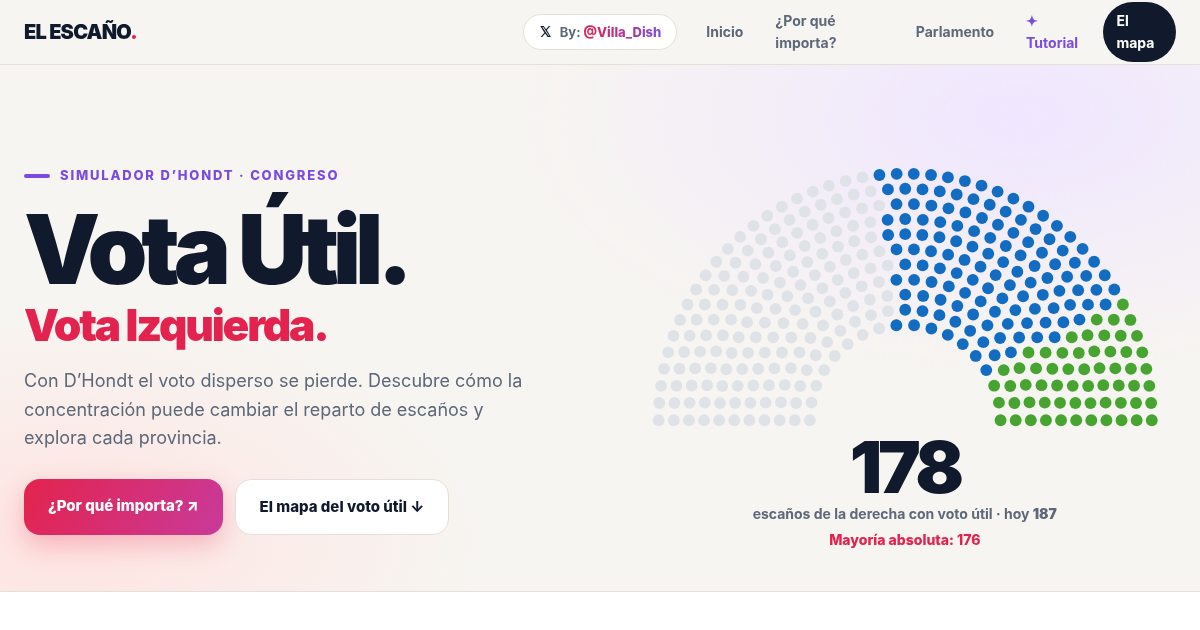 EL ESCAÑO.
𝕏 By: @Villa_Dish
Inicio
¿Por qué
importa?
Parlamento
✦
Tutorial
El
mapa
SIMULADOR D’HONDT · CONGRESO
Vota Útil.
Vota Izquierda.
Con D’Hondt el voto disperso se pierde. Descubre cómo la
concentración puede cambiar el reparto de escaños y
explora cada provincia.
¿Por qué importa? ↗
El mapa del voto útil ↓
178
escaños de la derecha con voto útil · hoy 187
Mayoría absoluta: 176